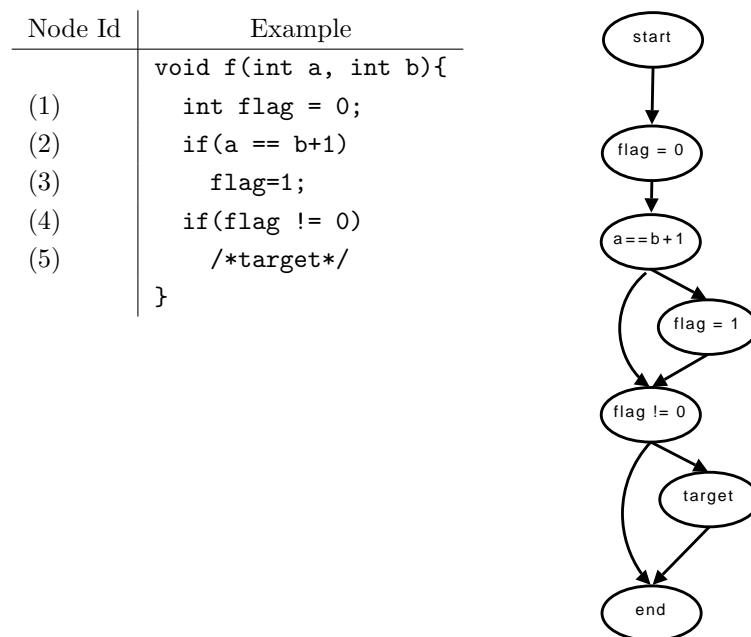 Node Id Example
void f(int a, int b){
(1) int flag = 0;
(2) if(a == b+1)
(3) flag=1;
(4) if(flag != 0)
(5) /*target*/
}
start
flag = 0
a==b+1
flag = 1
flag != 0
target
end